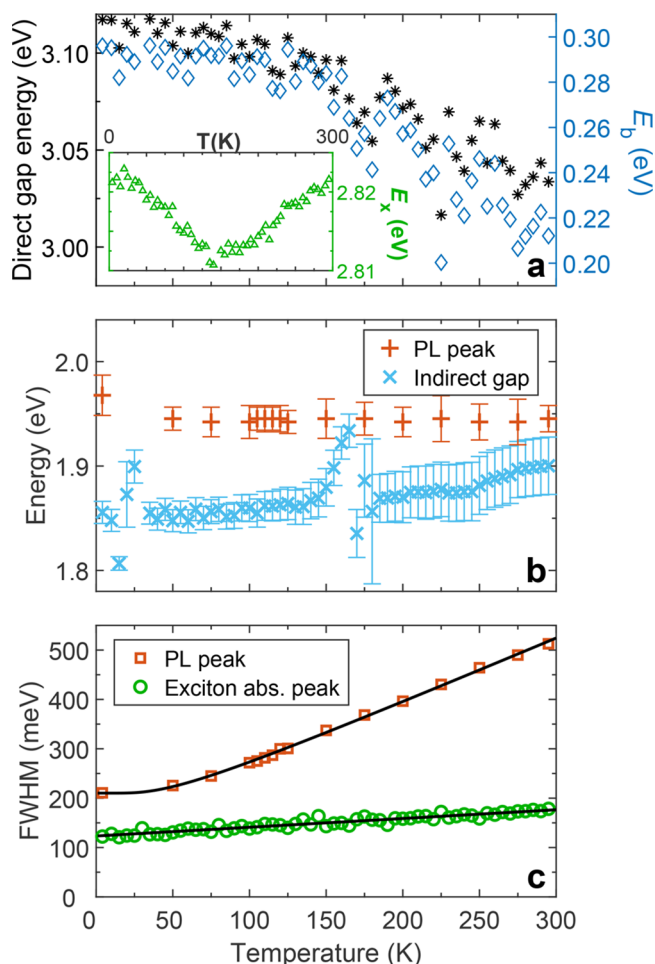 Direct gap energy (eV)
3.10
3.05
3.00
0.30
0.28
0.26
0.24
0.22
0.20
E_b (eV)
0 T(K) 300
2.82
2.81
E_x (eV)
a
Energy (eV)
2.0
1.9
1.8
PL peak
Indirect gap
b
FWHM (meV)
500
400
300
200
100
0
PL peak
Exciton abs. peak
c
0 50 100 150 200 250 300
Temperature (K)